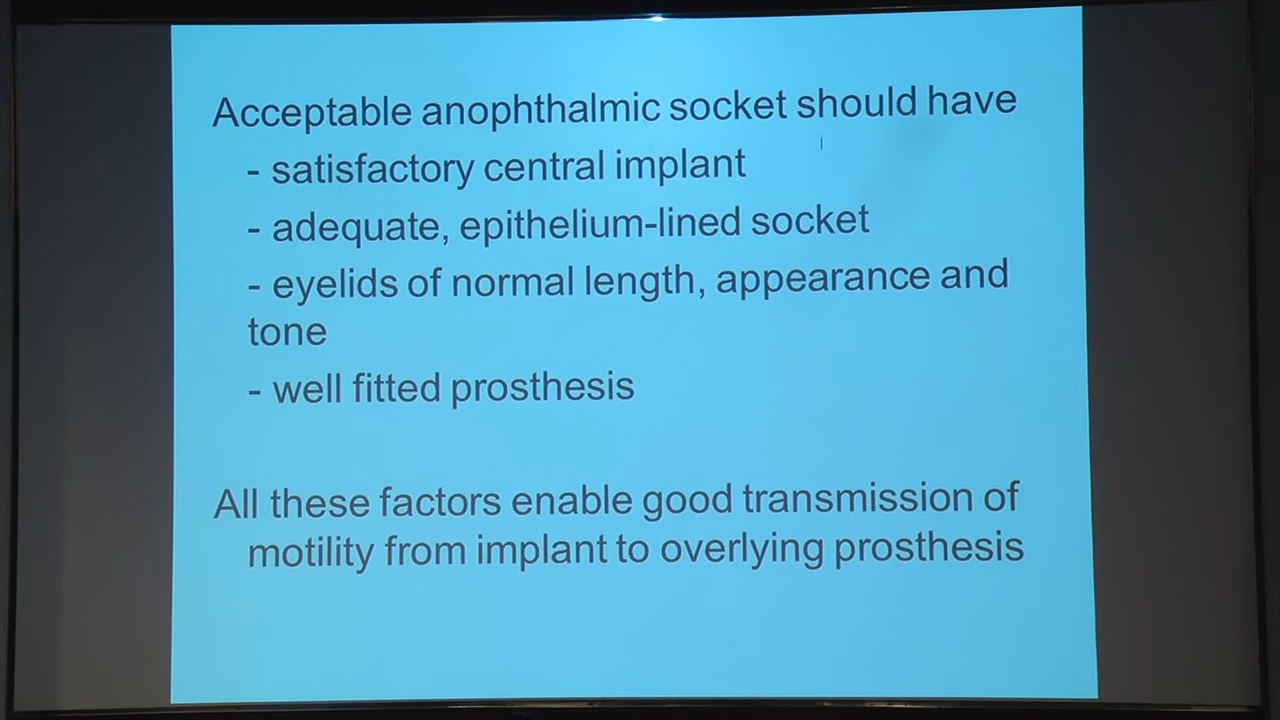 Acceptable anophthalmic socket should have
- satisfactory central implant
- adequate, epithelium-lined socket
- eyelids of normal length, appearance and
tone
- well fitted prosthesis
All these factors enable good transmission of
motility from implant to overlying prosthesis